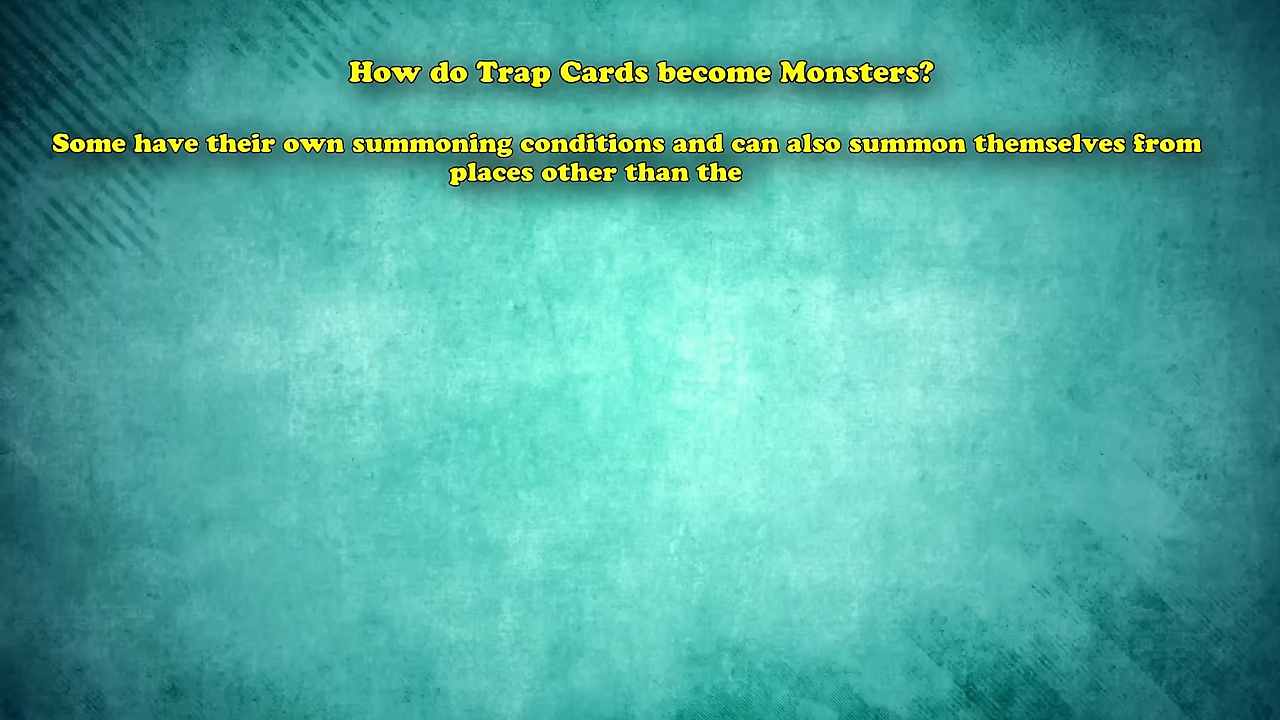 How do Trap Cards become Monsters?
Some have their own summoning conditions and can also summon themselves from
places other than the